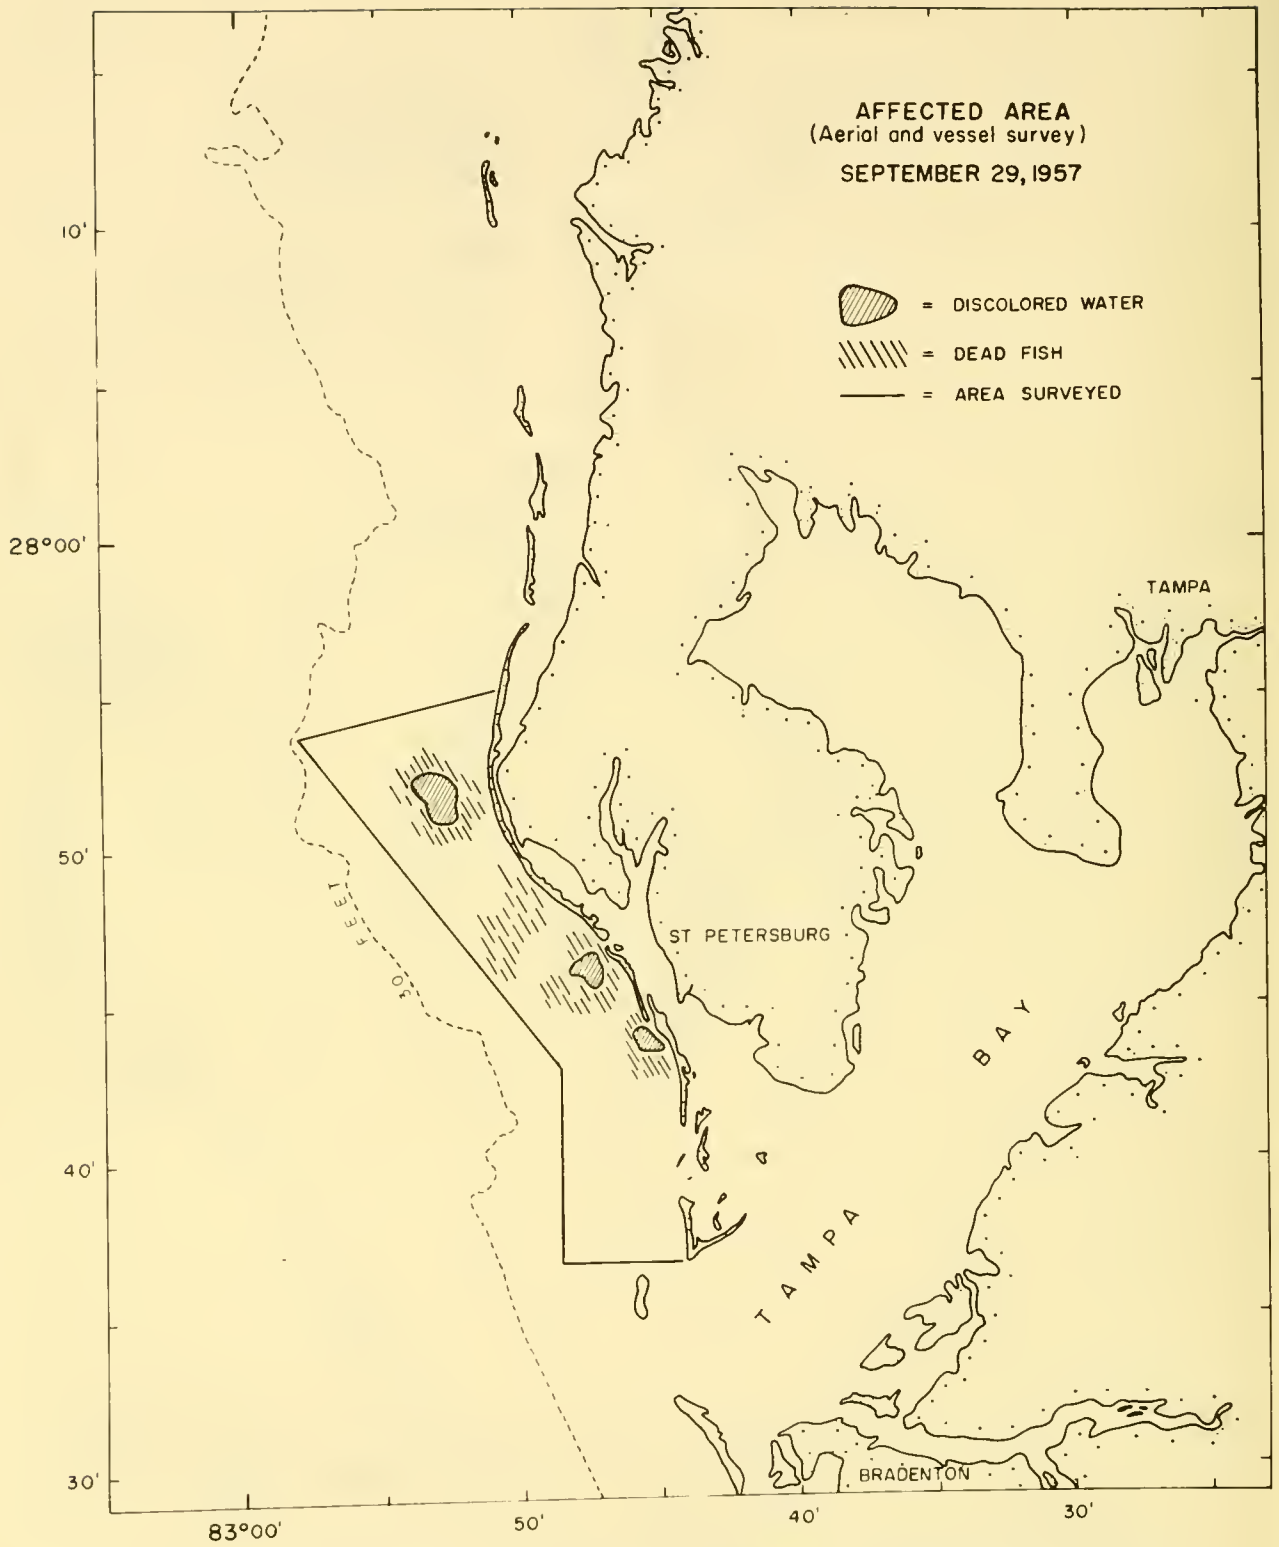 AFFECTED AREA
(Aerial and vessel survey)
SEPTEMBER 29, 1957
= DISCOLORED WATER
= DEAD FISH
= AREA SURVEYED
10'
28°00'
TAMPA
50'
30 FEET
ST PETERSBURG
TAMPA BAY
40'
30'
BRADENTON
83°00'
50'
40'
30'